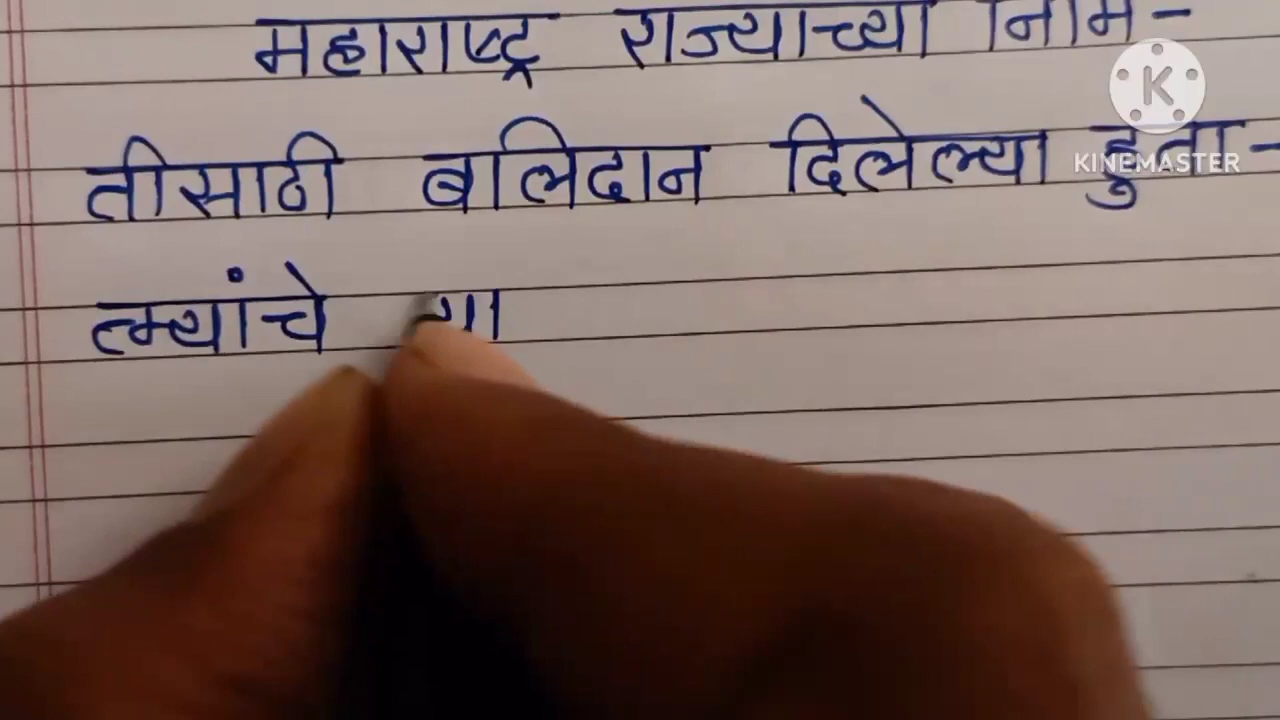 महाराष्ट्र राज्याच्या निर्मि-
तीसाठी बलिदान दिलेल्या हुता-
त्म्यांचे
K
KINEMASTER